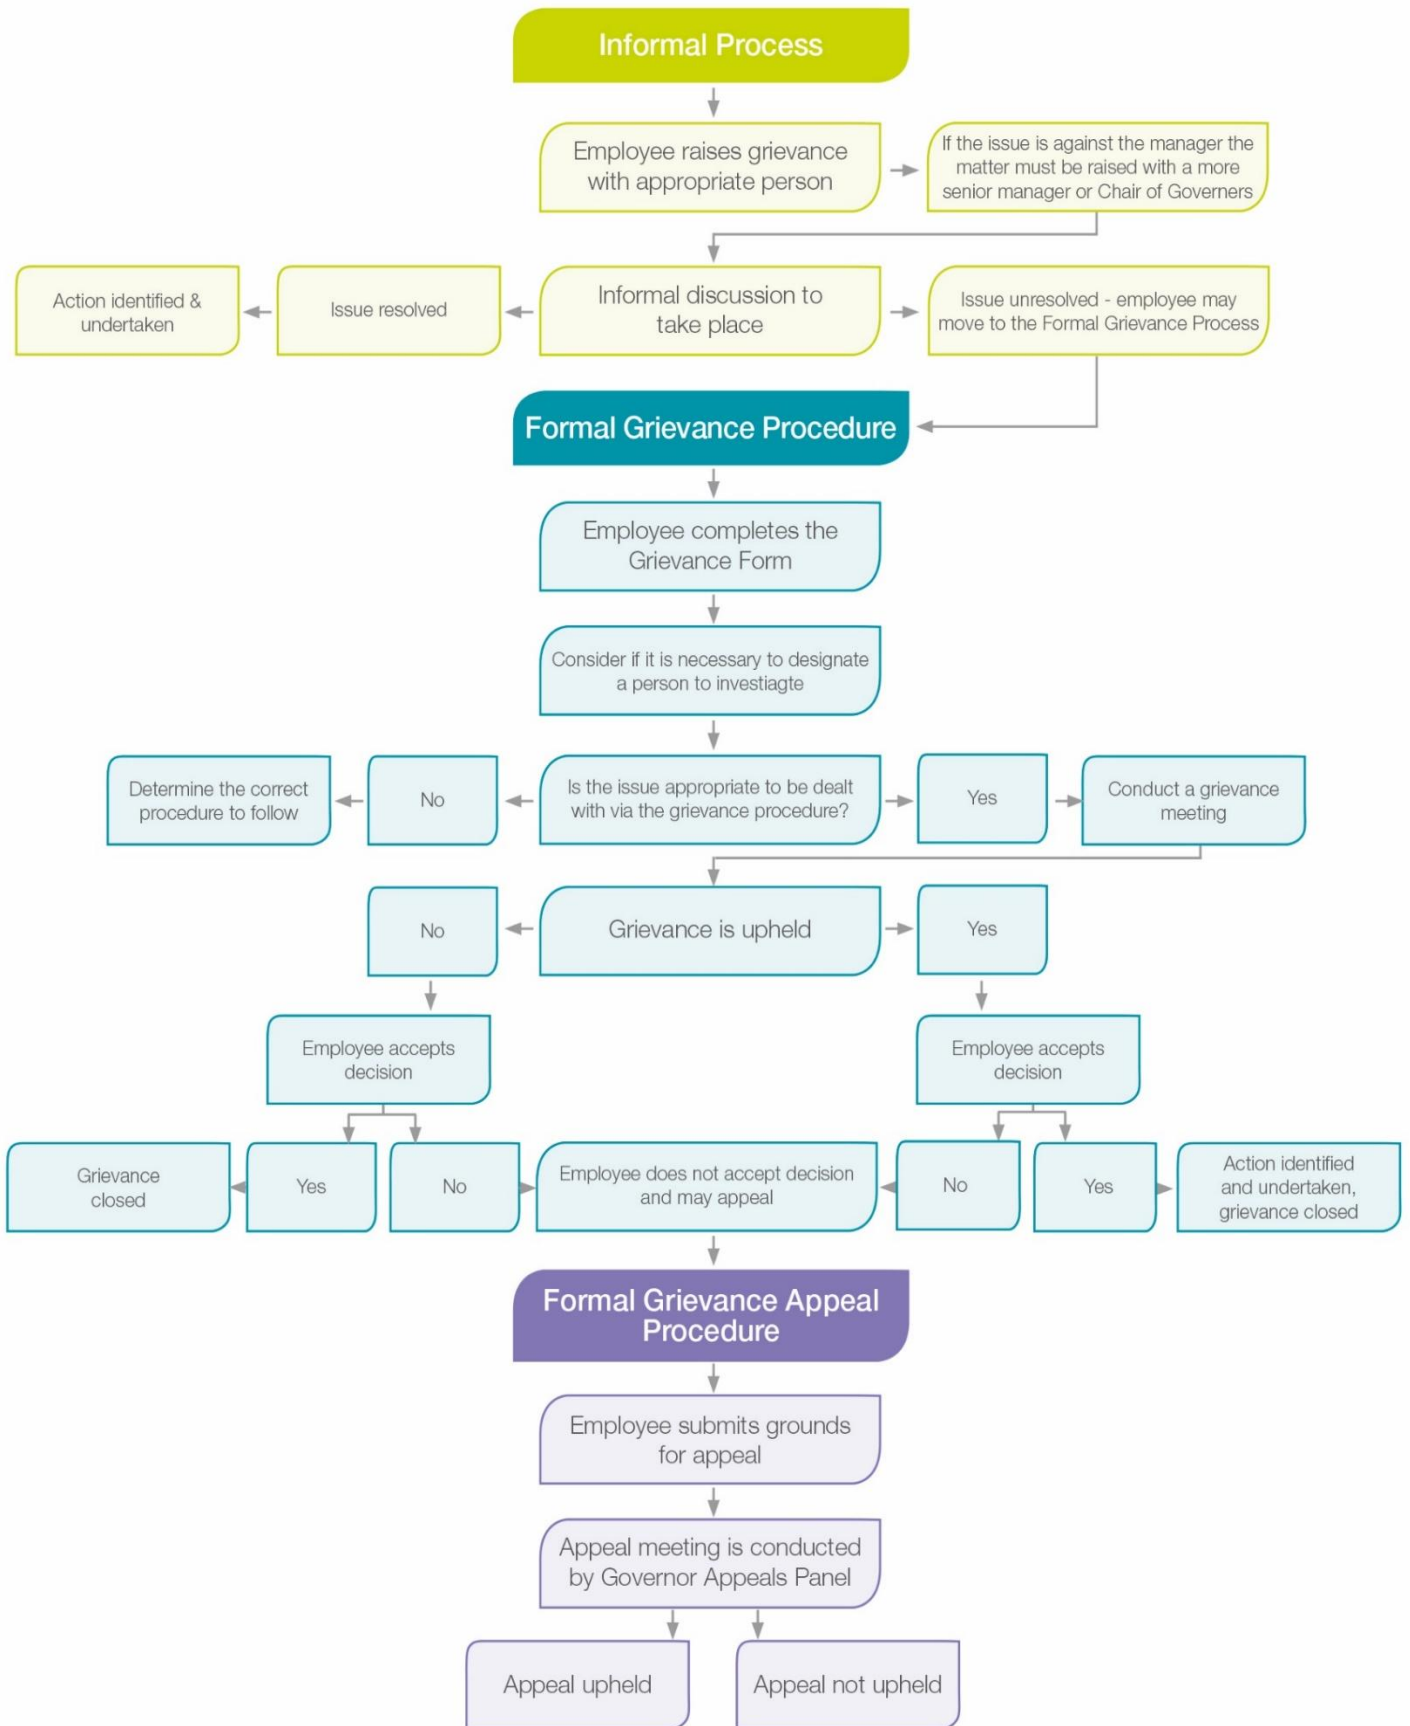 Informal Process
Employee raises grievance
with appropriate person
If the issue is against the manager the
matter must be raised with a more
senior manager or Chair of Governers
Action identified &
undertaken
Issue resolved
Informal discussion to
take place
Issue unresolved - employee may
move to the Formal Grievance Process
Formal Grievance Procedure
Employee completes the
Grievance Form
Consider if it is necessary to designate
a person to investiagte
Determine the correct
procedure to follow
No
Is the issue appropriate to be dealt
with via the grievance procedure?
Yes
Conduct a grievance
meeting
No
Grievance is upheld
Yes
Employee accepts
decision
Employee accepts
decision
Grievance
closed
Yes
No
Employee does not accept decision
and may appeal
No
Yes
Action identified
and undertaken,
grievance closed
Formal Grievance Appeal
Procedure
Employee submits grounds
for appeal
Appeal meeting is conducted
by Governor Appeals Panel
Appeal upheld
Appeal not upheld